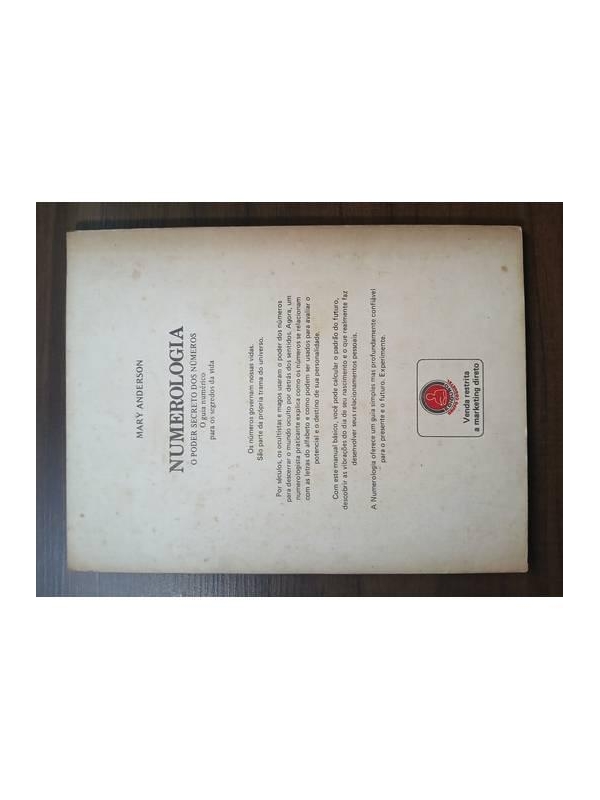 MARY ANDERSON
NUMEROLOGIA
O PODER SECRETO DOS NÚMEROS
O guia numérico
para os segredos da vida
Os números governam nossas vidas.
São parte da própria trama do universo.
Por séculos, os ocultistas e magos usaram o poder dos números
para descerrar o mundo oculto por detrás dos sentidos. Agora, um
numerologista praticante explica como os números se relacionam
com as letras do alfabeto e como podem ser usados para avaliar o
potencial e o destino de sua personalidade.
Com este manual básico, você pode calcular o padrão do futuro,
descobrir as vibrações do dia de seu nascimento e o que realmente faz
desenvolver seus relacionamentos pessoais.
A Numerologia oferece um guia simples mas profundamente confiável
para o presente e o futuro. Experimente.
Venda restrita
a marketing direto